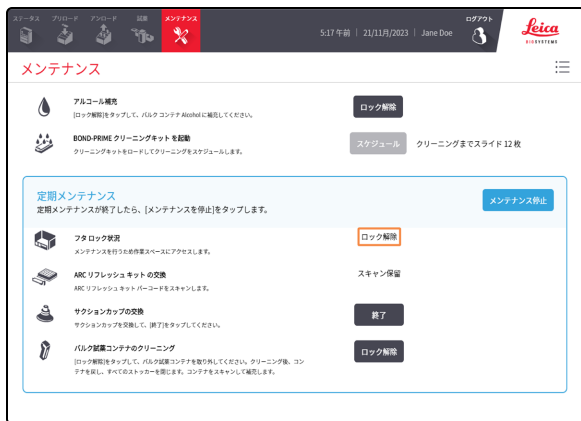 ステータス プリロード アンロード 試薬 メンテナンス
5:17 午前 | 21/11月/2023 | Jane Doe
ログアウト
Leica
BIOSYSTEMS
メンテナンス
アルコール補充
[ロック解除]をタップして、バルク コンテナ Alcohol に補充してください。
ロック解除
BOND-PRIME クリーニングキット を起動
クリーニングキットをロードしてクリーニングをスケジュールします。
スケジュール
クリーニングまでスライド 12 枚
定期メンテナンス
定期メンテナンスが終了したら、[メンテナンスを停止]をタップします。
メンテナンス停止
フタ ロック状況
メンテナンスを行うため作業スペースにアクセスします。
ロック解除
ARC リフレッシュ キット の交換
ARC リフレッシュ キット バーコードをスキャンします。
スキャン保留
サクションカップの交換
サクションカップを交換して、[終了]をタップしてください。
終了
バルク試薬コンテナのクリーニング
[ロック解除]をタップして、バルク試薬コンテナを取り外してください。クリーニング後、コン
テナを戻し、すべてのストッカーを閉じます。コンテナをスキャンして補充します。
ロック解除